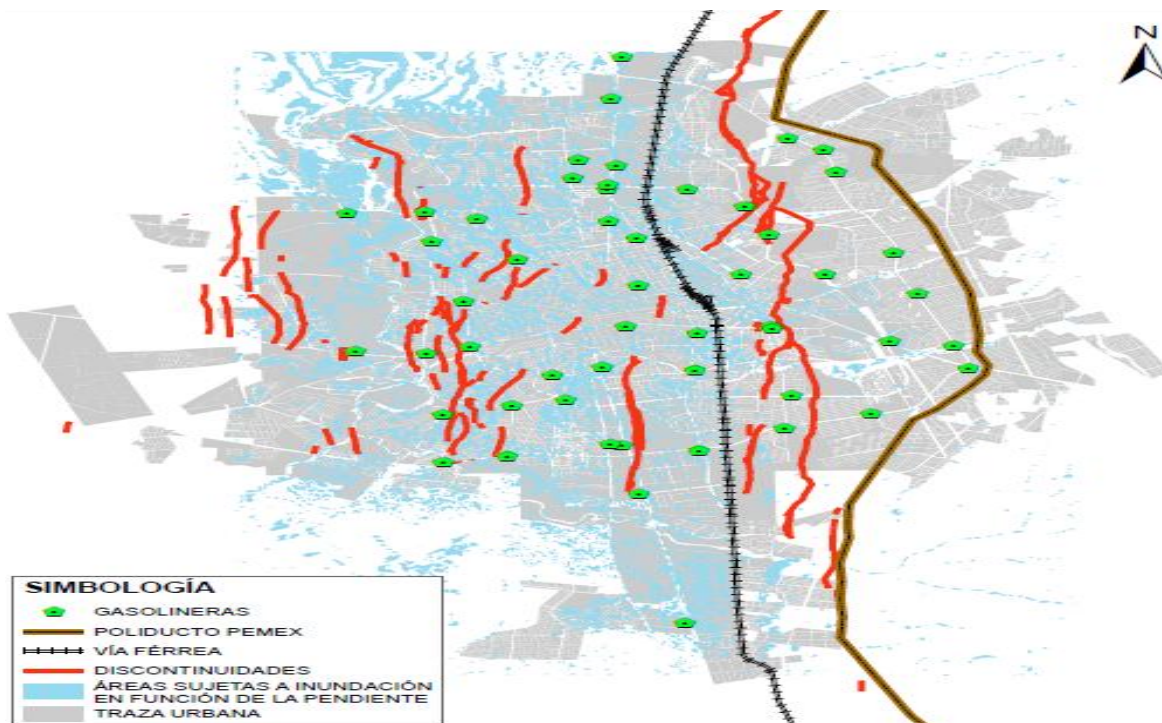 N
SIMBOLOGÍA
GASOLINERAS
POLIDUCTO PEMEX
VÍA FÉRREA
DISCONTINUIDADES
ÁREAS SUJETAS A INUNDACIÓN
EN FUNCIÓN DE LA PENDIENTE
TRAZA URBANA